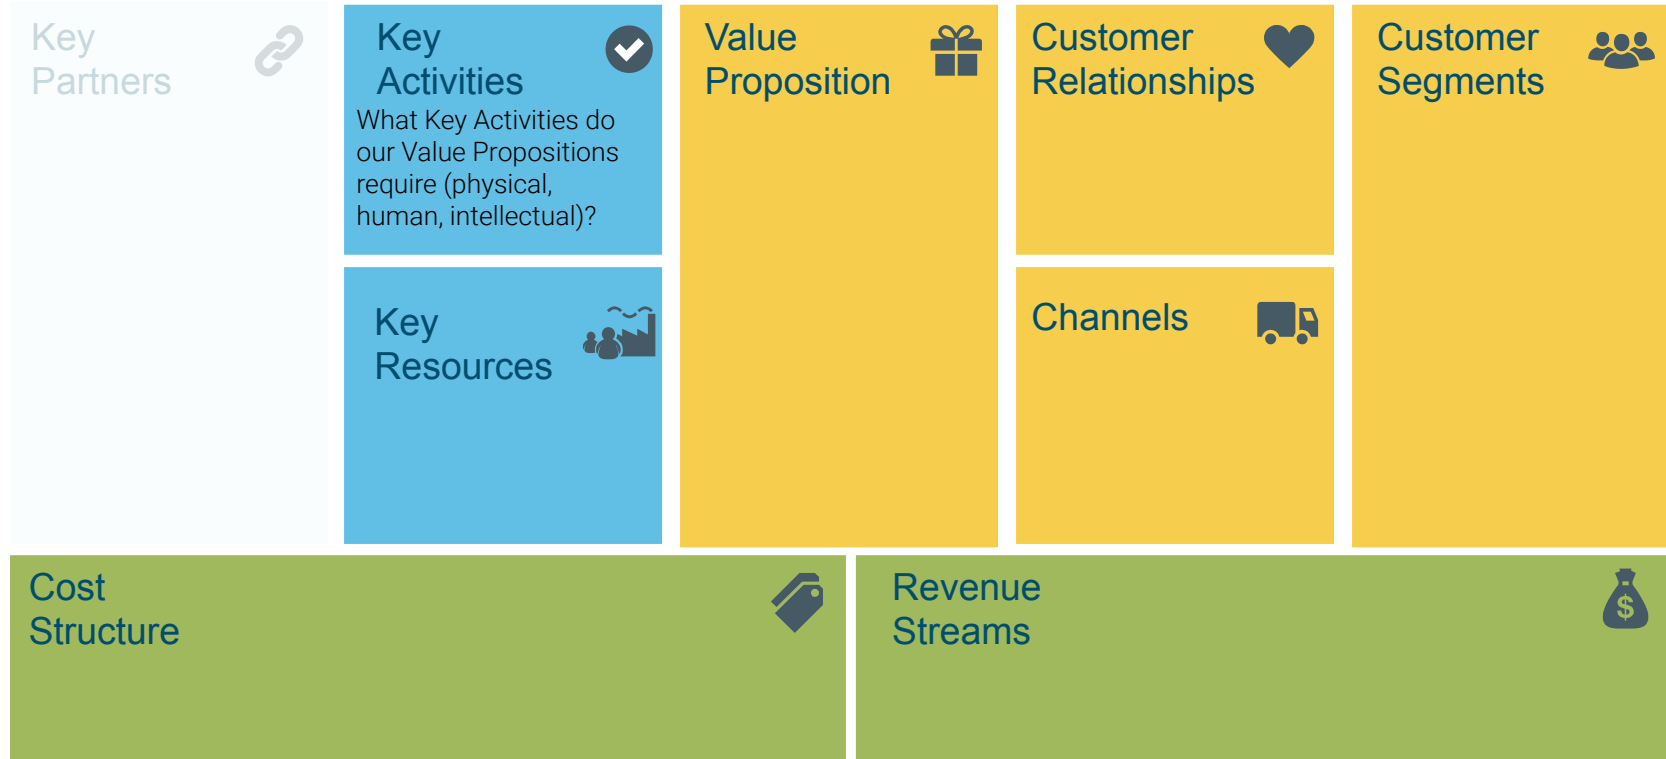 Key
Partners
Key
Activities
What Key Activities do
our Value Propositions
require (physical,
human, intellectual)?
Key
Resources
Value
Proposition
Customer
Relationships
Channels
Customer
Segments
Cost
Structure
Revenue
Streams
$